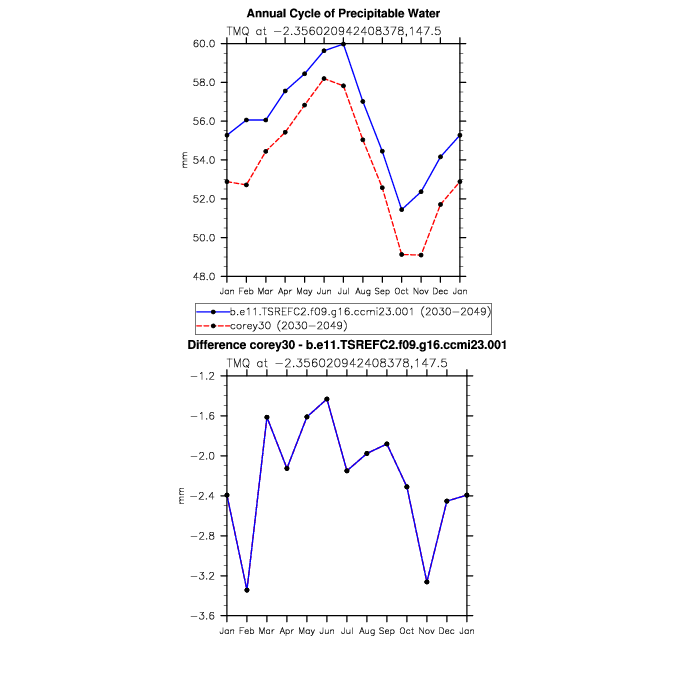 Annual Cycle of Precipitable Water
TMQ at −2.356020942408378,147.5
60.0
58.0
56.0
54.0
52.0
50.0
48.0
mm
Jan Feb Mar Apr May Jun Jul Aug Sep Oct Nov Dec Jan
b.e11.TSREFC2.f09.g16.ccmi23.001 (2030−2049)
corey30 (2030−2049)
Difference corey30 - b.e11.TSREFC2.f09.g16.ccmi23.001
TMQ at −2.356020942408378,147.5
−1.2
−1.6
−2.0
−2.4
−2.8
−3.2
−3.6
mm
Jan Feb Mar Apr May Jun Jul Aug Sep Oct Nov Dec Jan